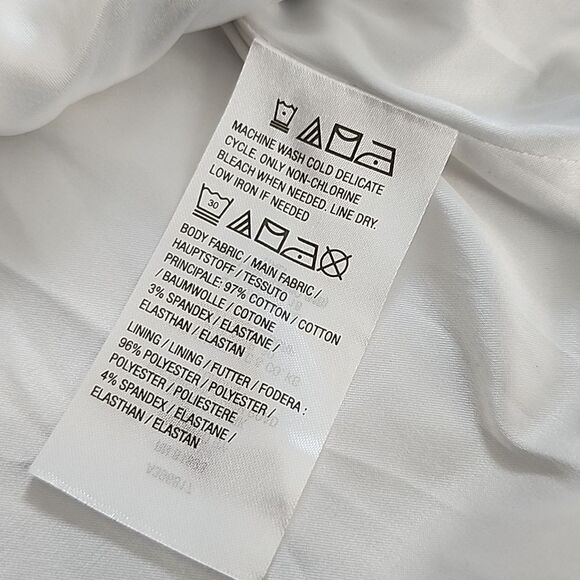 MACHINE WASH COLD DELICATE
CYCLE. ONLY NON-CHLORINE
BLEACH WHEN NEEDED. LINE DRY.
LOW IRON IF NEEDED
30
BODY FABRIC / MAIN FABRIC /
HAUPTSTOFF / TESSUTO
PRINCIPALE: 97% COTTON / COTTON
/ BAUMWOLLE / COTONE
3% SPANDEX / ELASTANE /
ELASTHAN / ELASTAN
LINING / LINING / FUTTER / FODERA :
96% POLYESTER / POLYESTER /
POLYESTER / POLIESTERE
4% SPANDEX / ELASTANE /
ELASTHAN / ELASTAN